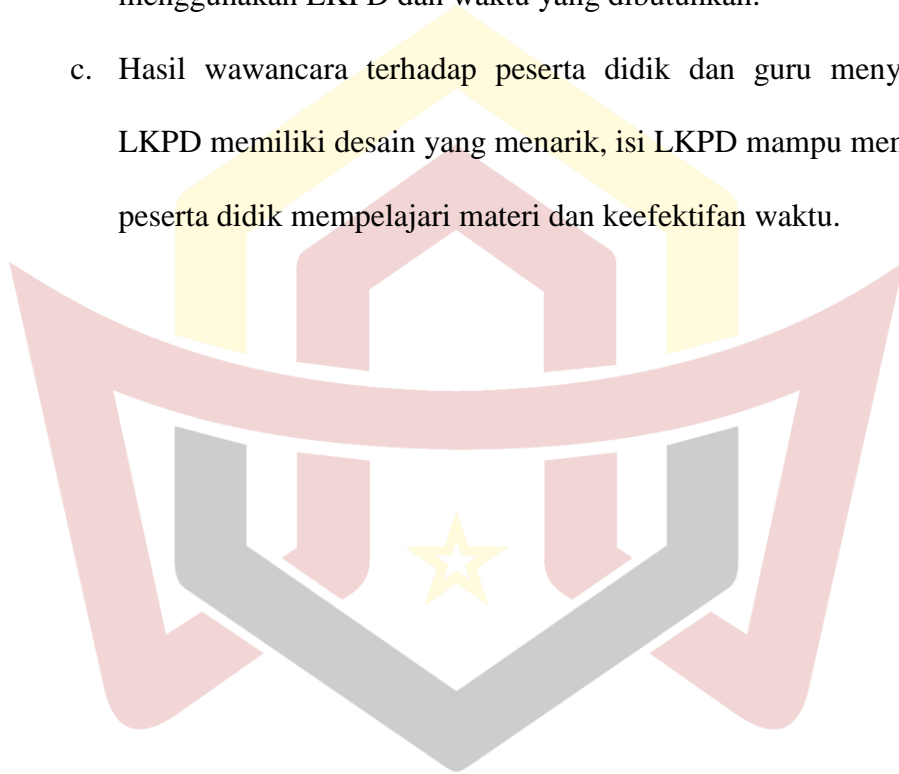 menggunakan LKPD dan waktu yang dibutuhkan.
c. Hasil wawancara terhadap peserta didik dan guru meny
LKPD memiliki desain yang menarik, isi LKPD mampu mem
peserta didik mempelajari materi dan keefektifan waktu.